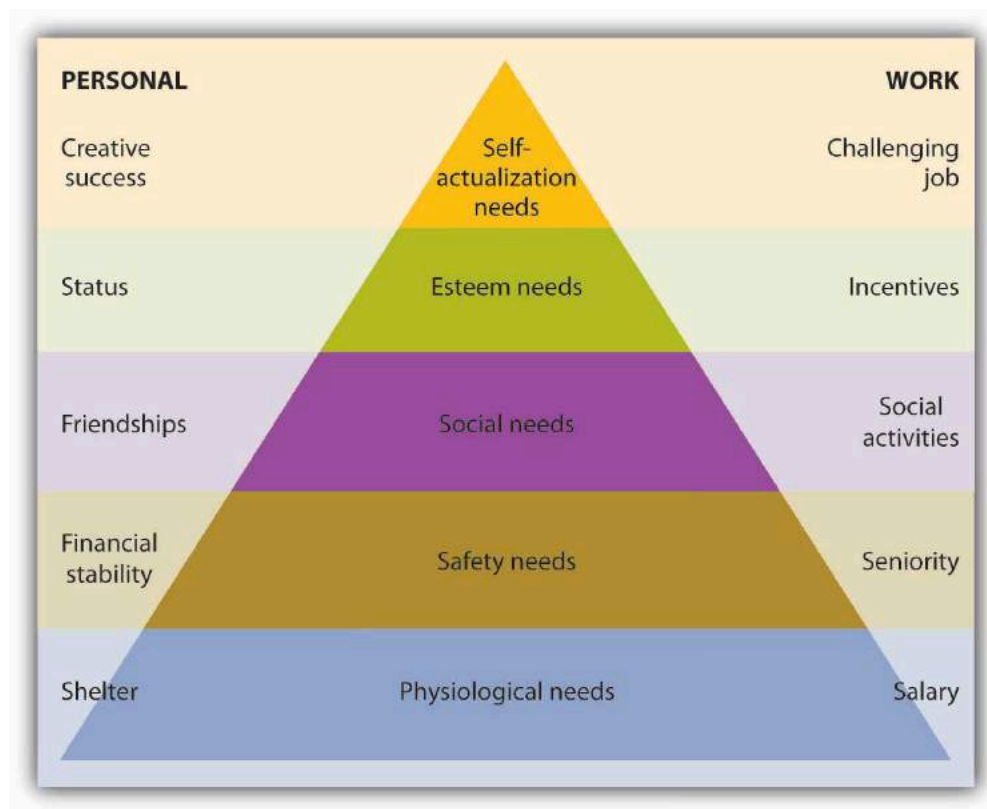 PERSONAL
WORK
Creative
success
Self-
actualization
needs
Challenging
job
Status
Esteem needs
Incentives
Friendships
Social needs
Social
activities
Financial
stability
Safety needs
Seniority
Shelter
Physiological needs
Salary